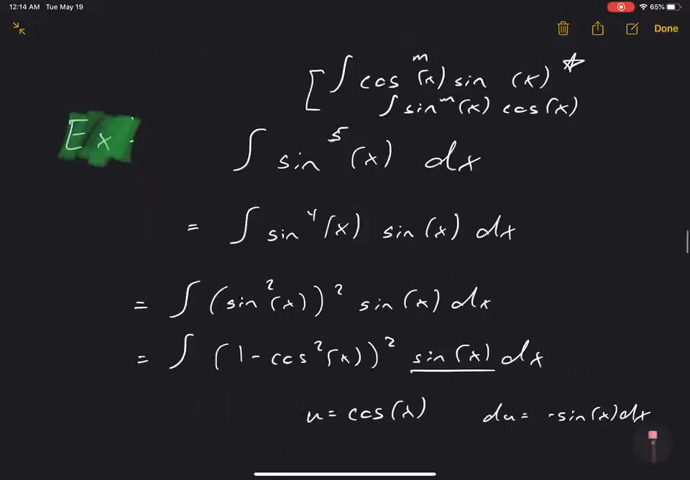 12:14 AM Tue May 19
65%
Done
[∫ cos^m(x) sin (x) ☆
∫ sin^m(x) cos(x)
Ex:
∫ sin^5 (x) dx
= ∫ sin^4 (x) sin(x) dx
= ∫ (sin^2(x))^2 sin(x) dx
= ∫ (1 - cos^2(x))^2 sin(x) dx
u = cos(x) du = -sin(x)dx